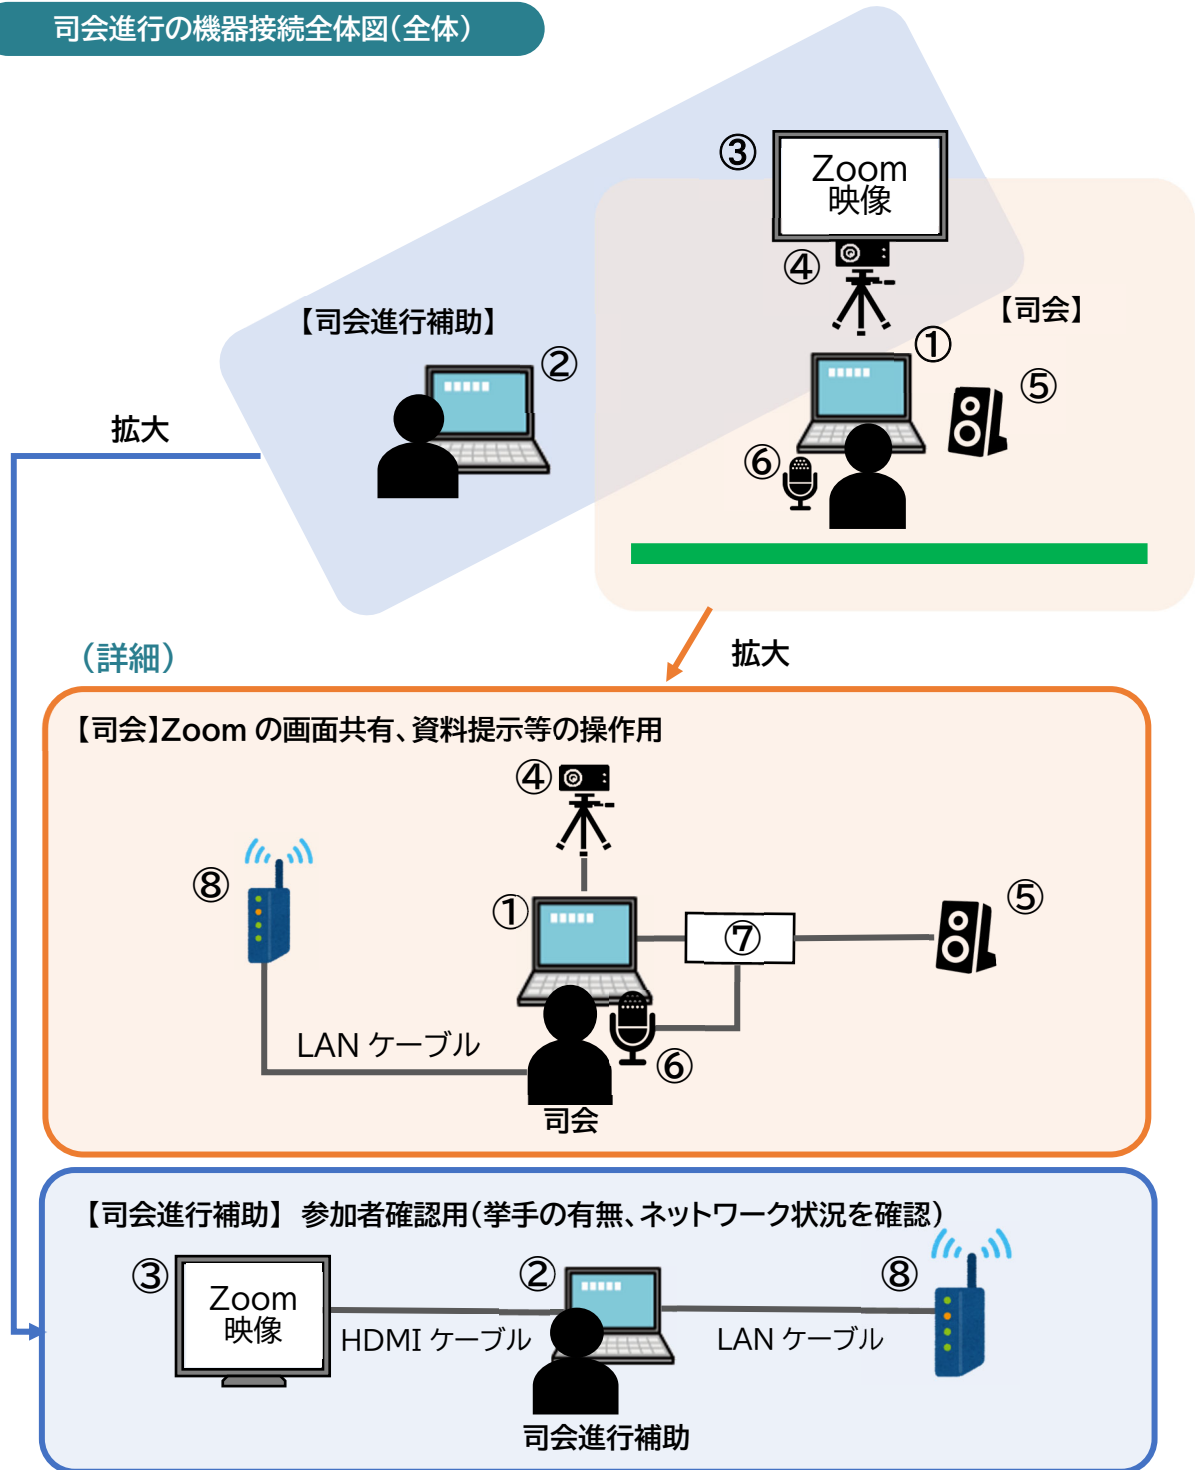 司会進行の機器接続全体図(全体)
③
Zoom
映像
④
【司会進行補助】
【司会】
①
②
⑤
拡大
⑥
(詳細)
拡大
【司会】Zoom の画面共有、資料提示等の操作用
④
⑧
①
⑦
⑤
LAN ケーブル
⑥
司会
【司会進行補助】 参加者確認用(挙手の有無、ネットワーク状況を確認)
③
Zoom
映像
②
⑧
HDMI ケーブル
LAN ケーブル
司会進行補助